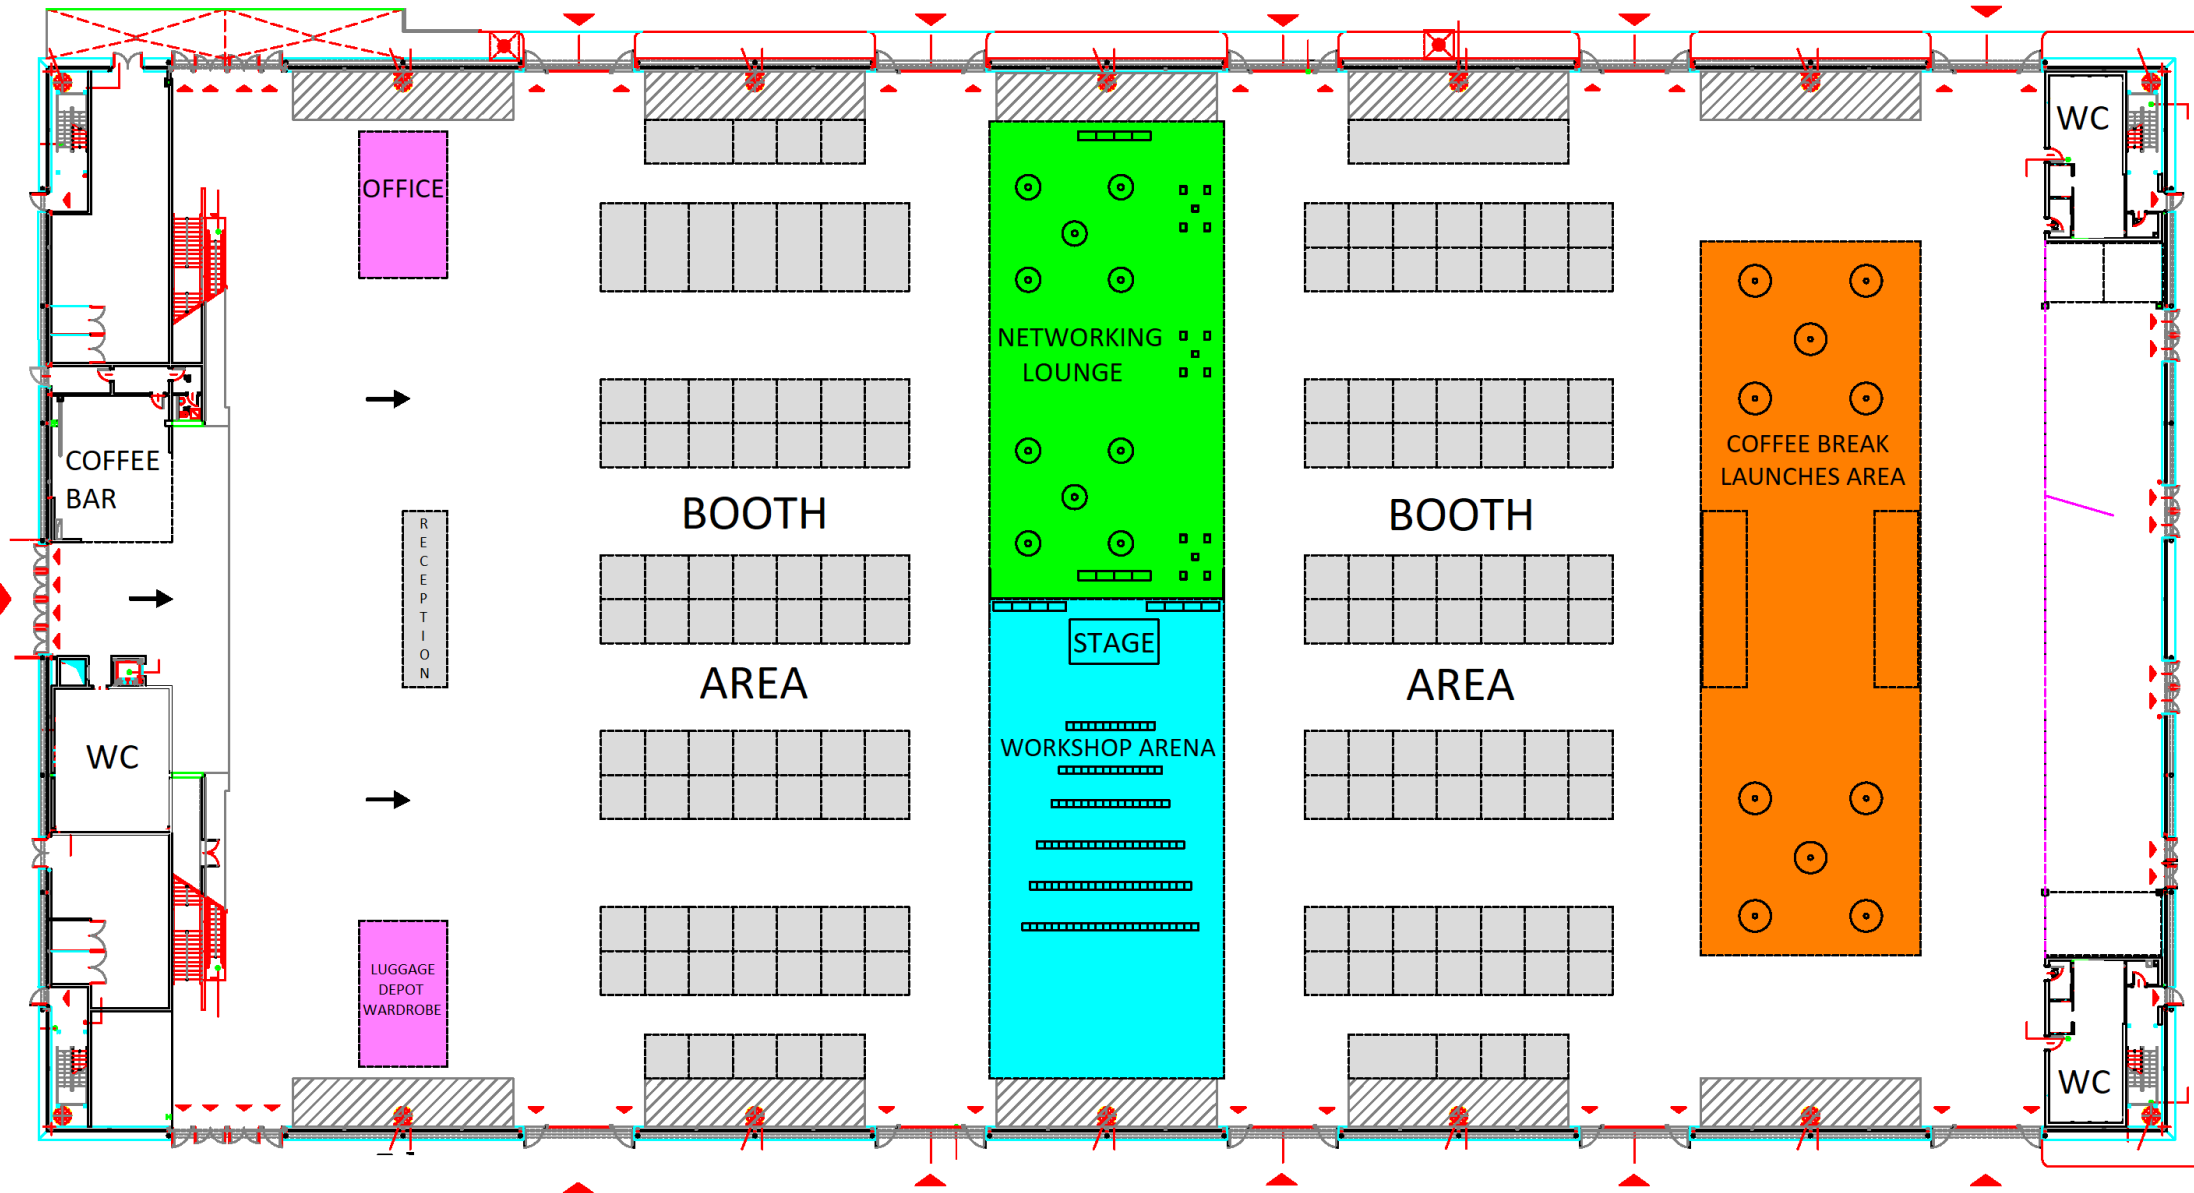 WC
OFFICE
NETWORKING
LOUNGE
COFFEE
BAR
COFFEE BREAK
LAUNCHES AREA
BOOTH
BOOTH
RECEPTION
STAGE
AREA
AREA
WORKSHOP ARENA
WC
LUGGAGE
DEPOT
WARDROBE
WC